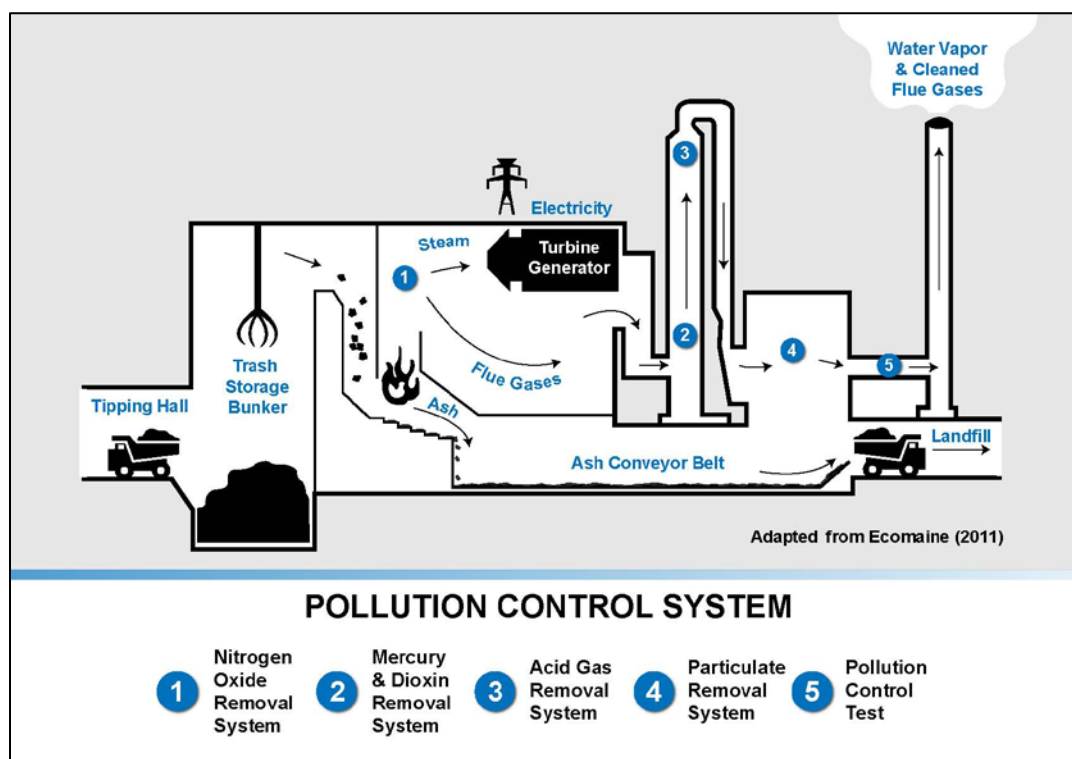 Water Vapor
& Cleaned
Flue Gases
3
Electricity
Steam
Turbine
Generator
1
2
4
5
Flue Gases
Trash
Storage
Bunker
Tipping Hall
Ash
Landfill
Ash Conveyor Belt
Adapted from Ecomaine (2011)
POLLUTION CONTROL SYSTEM
1
Nitrogen
Oxide
Removal
System
2
Mercury
& Dioxin
Removal
System
3
Acid Gas
Removal
System
4
Particulate
Removal
System
5
Pollution
Control
Test